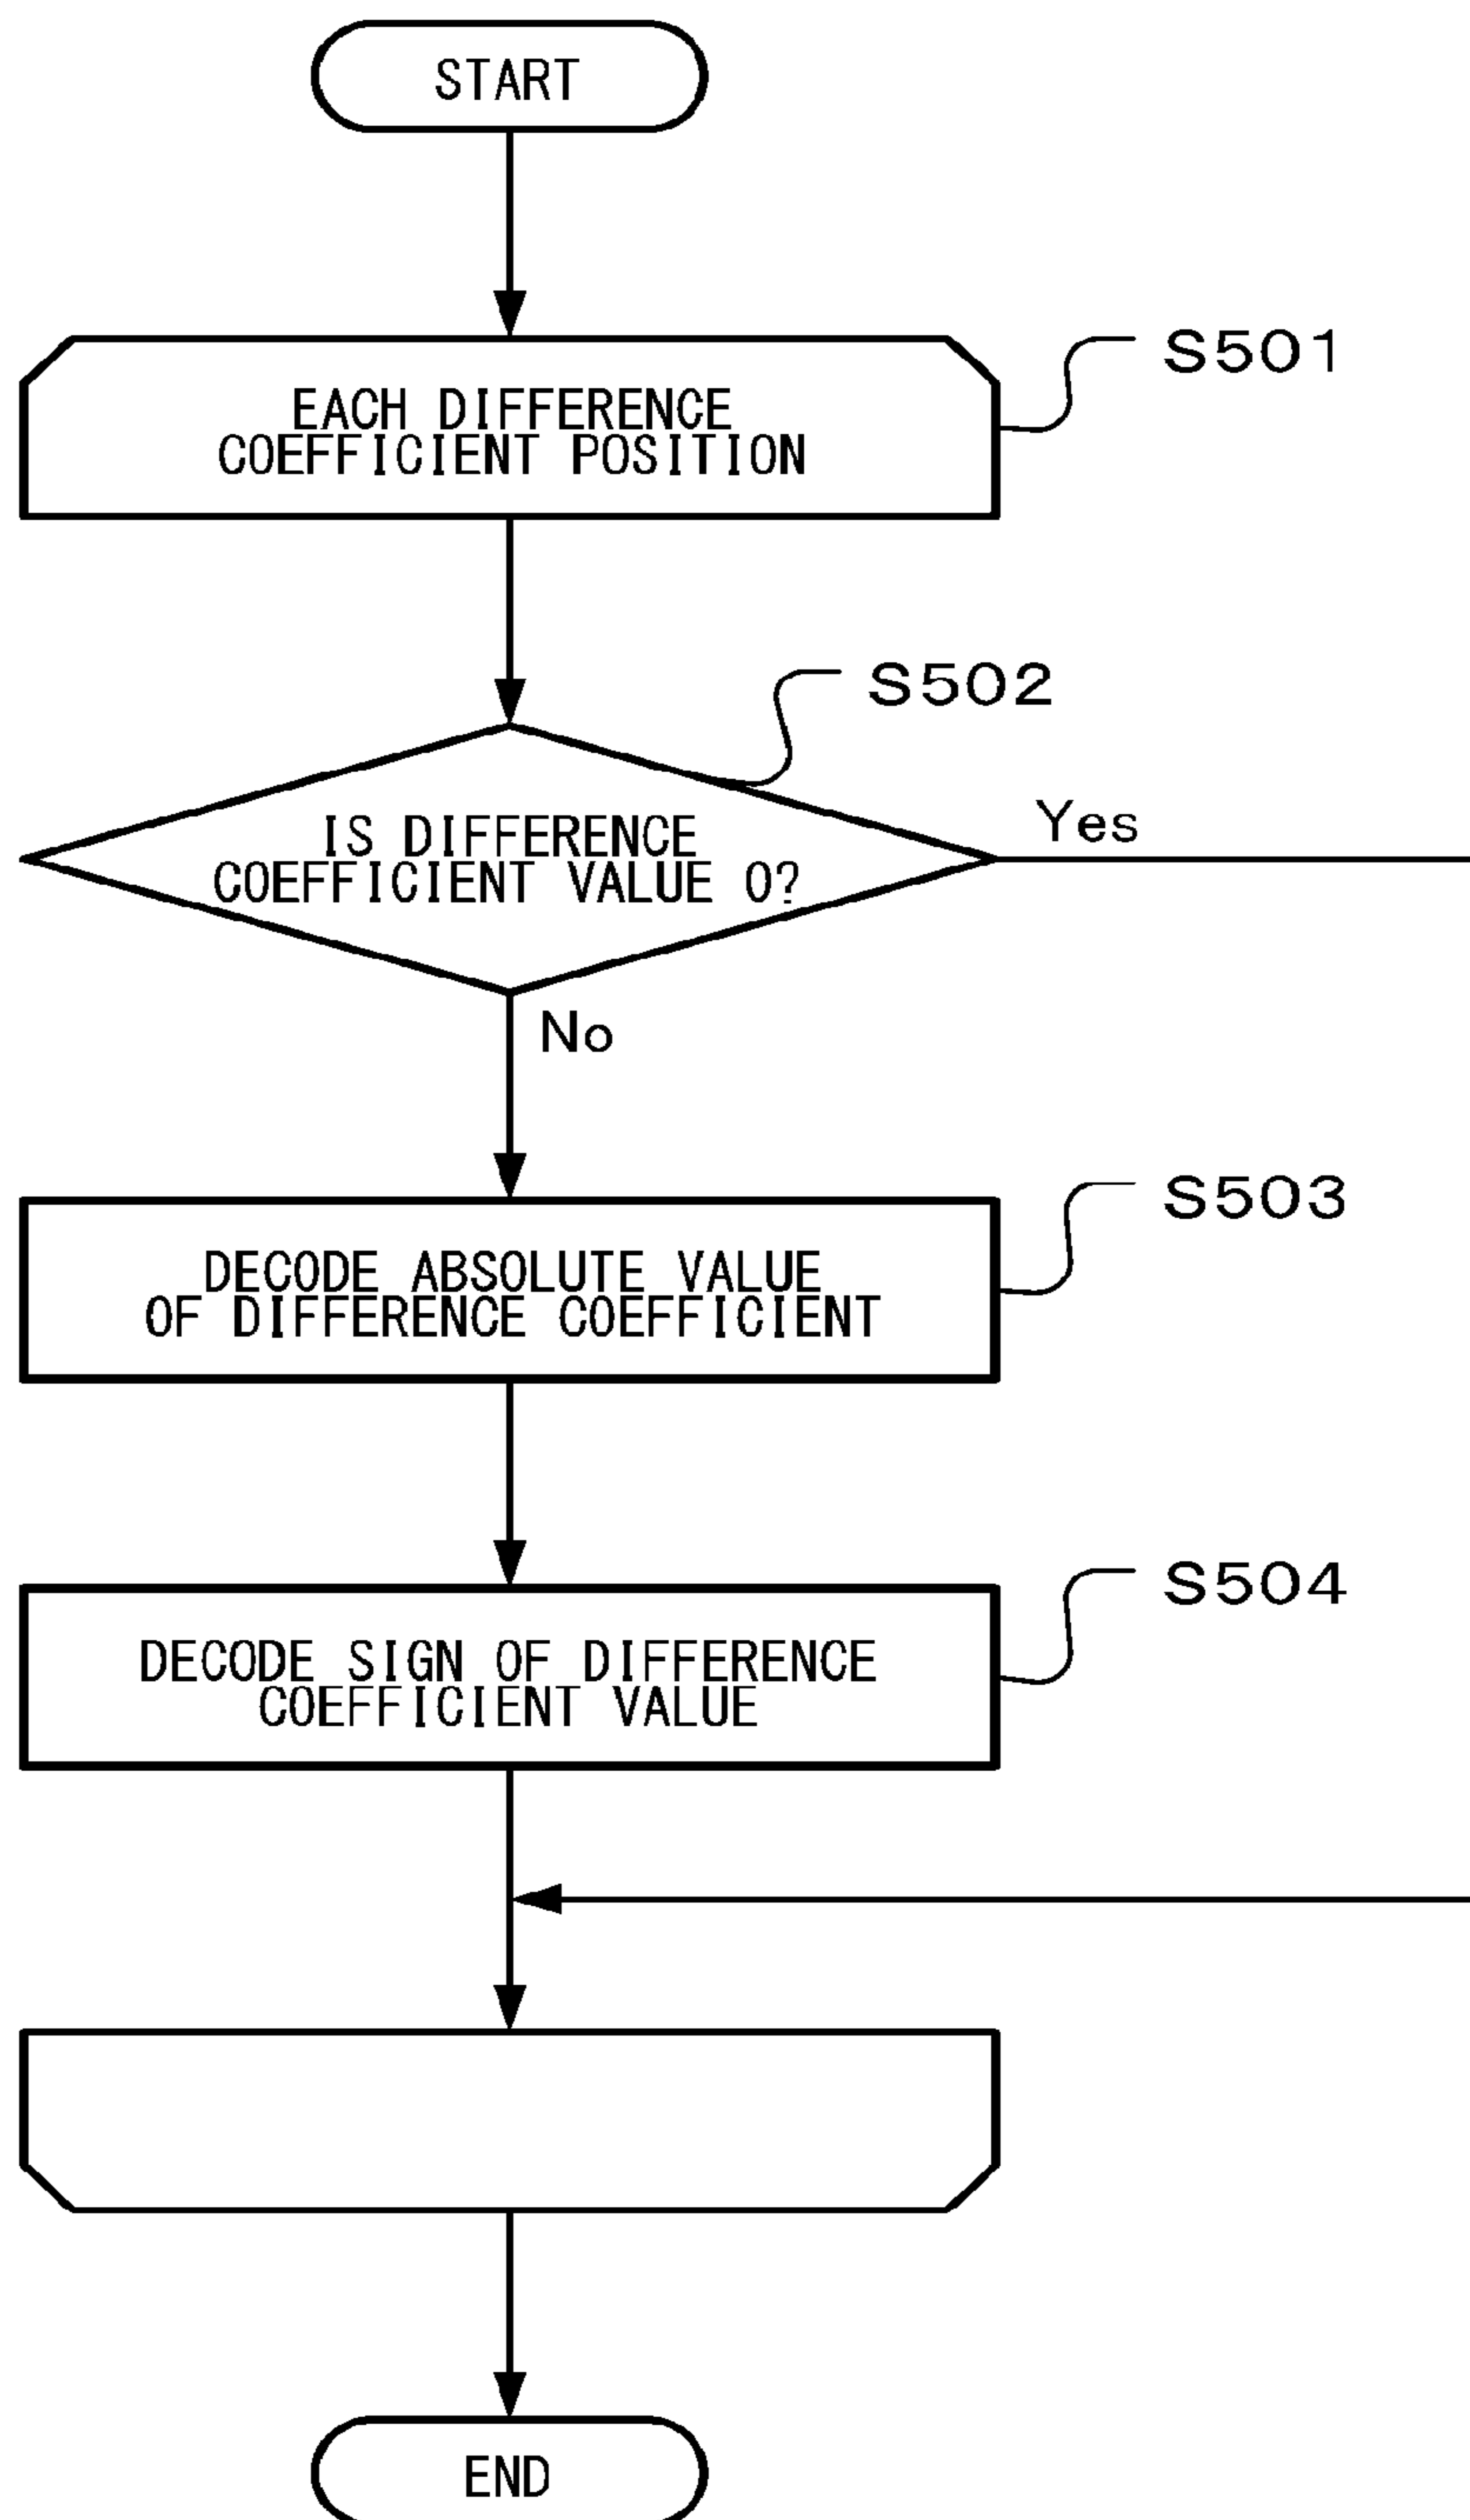 START
S501
EACH DIFFERENCE
COEFFICIENT POSITION
S502
Yes
IS DIFFERENCE
COEFFICIENT VALUE 0?
No
S503
DECODE ABSOLUTE VALUE
OF DIFFERENCE COEFFICIENT
S504
DECODE SIGN OF DIFFERENCE
COEFFICIENT VALUE
END